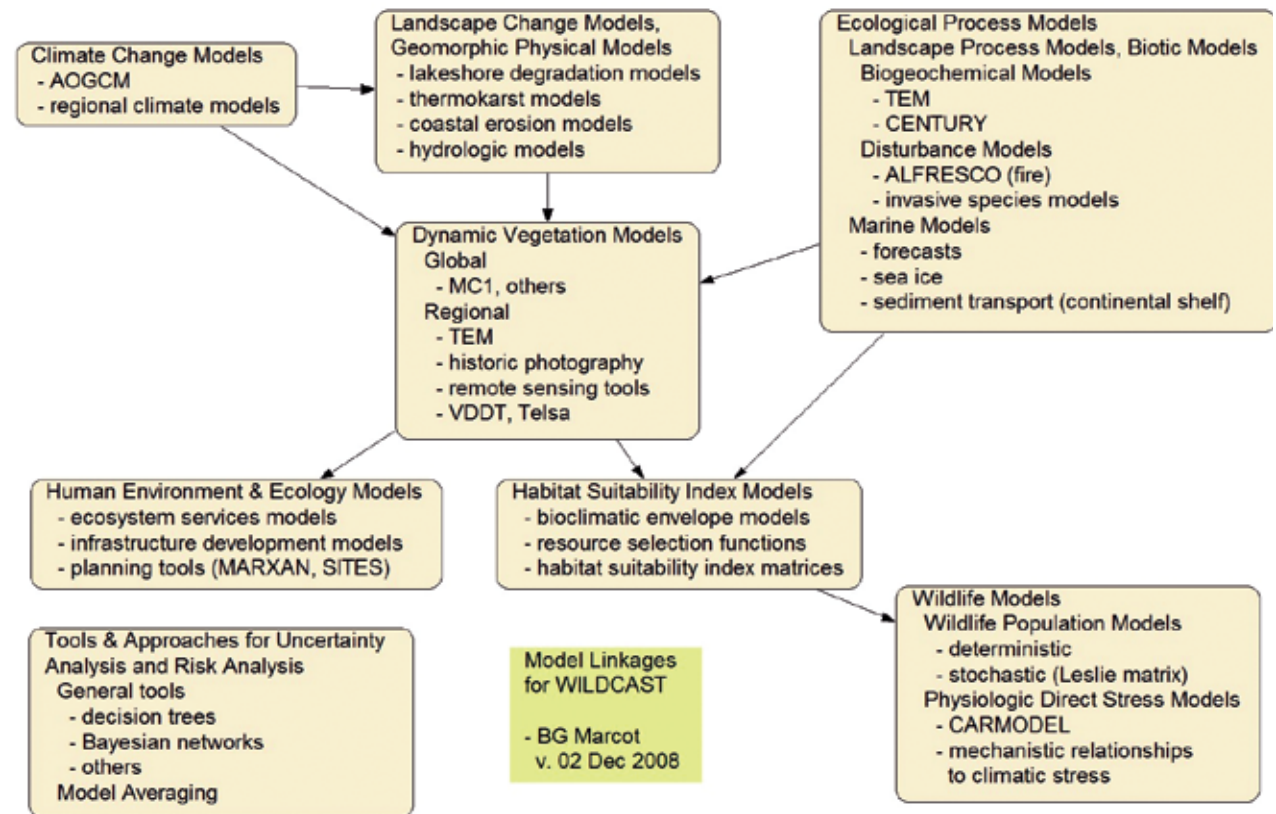 Climate Change Models
- AOGCM
- regional climate models
Landscape Change Models,
Geomorphic Physical Models
- lakeshore degradation models
- thermokarst models
- coastal erosion models
- hydrologic models
Ecological Process Models
Landscape Process Models, Biotic Models
Biogeochemical Models
- TEM
- CENTURY
Disturbance Models
- ALFRESCO (fire)
- invasive species models
Marine Models
- forecasts
- sea ice
- sediment transport (continental shelf)
Dynamic Vegetation Models
Global
- MC1, others
Regional
- TEM
- historic photography
- remote sensing tools
- VDDT, Telsa
Human Environment & Ecology Models
- ecosystem services models
- infrastructure development models
- planning tools (MARXAN, SITES)
Habitat Suitability Index Models
- bioclimatic envelope models
- resource selection functions
- habitat suitability index matrices
Wildlife Models
Wildlife Population Models
- deterministic
- stochastic (Leslie matrix)
Physiologic Direct Stress Models
- CARMODEL
- mechanistic relationships
to climatic stress
Tools & Approaches for Uncertainty
Analysis and Risk Analysis
General tools
- decision trees
- Bayesian networks
- others
Model Averaging
Model Linkages
for WILDCAST
- BG Marcot
v. 02 Dec 2008